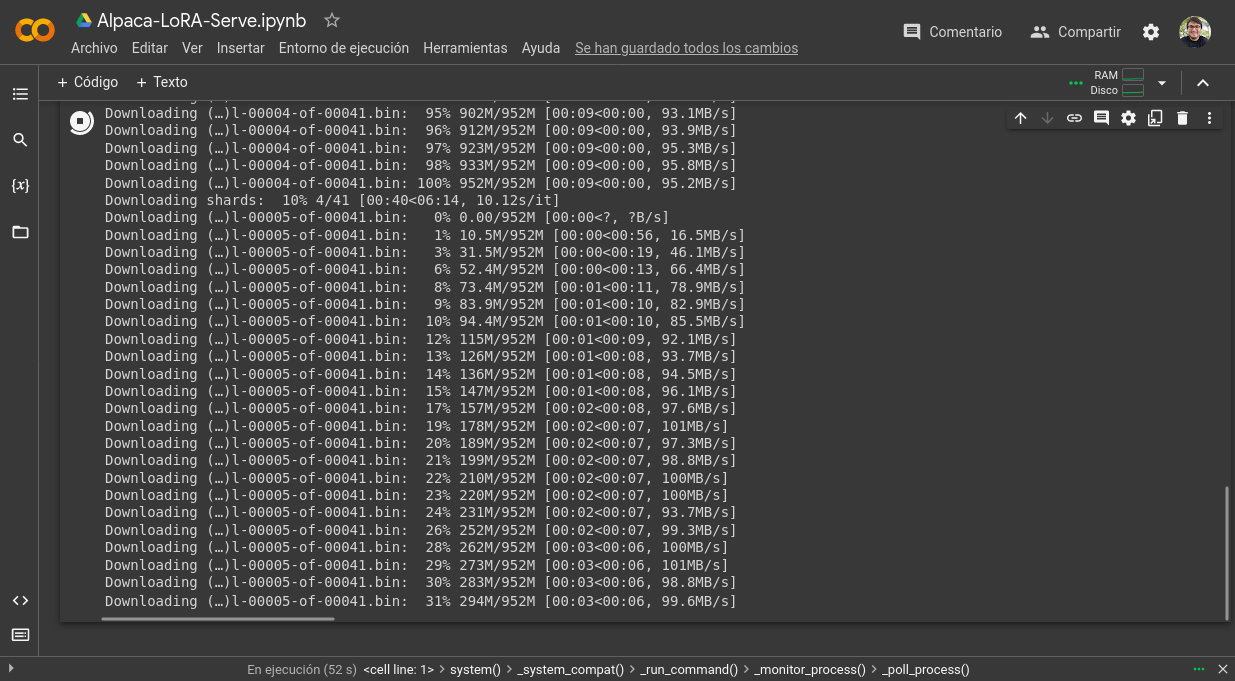 Alpaca-LoRA-Serve.ipynb
Archivo Editar Ver Insertar Entorno de ejecución Herramientas Ayuda Se han guardado todos los cambios
Comentario Compartir
+ Código + Texto
RAM
Disco
Downloading (…)l-00004-of-00041.bin:  95% 902M/952M [00:09<00:00, 93.1MB/s]
Downloading (…)l-00004-of-00041.bin:  96% 912M/952M [00:09<00:00, 93.9MB/s]
Downloading (…)l-00004-of-00041.bin:  97% 923M/952M [00:09<00:00, 95.3MB/s]
Downloading (…)l-00004-of-00041.bin:  98% 933M/952M [00:09<00:00, 95.8MB/s]
Downloading (…)l-00004-of-00041.bin: 100% 952M/952M [00:09<00:00, 95.2MB/s]
Downloading shards:  10% 4/41 [00:40<06:14, 10.12s/it]
Downloading (…)l-00005-of-00041.bin:   0% 0.00/952M [00:00<?, ?B/s]
Downloading (…)l-00005-of-00041.bin:   1% 10.5M/952M [00:00<00:56, 16.5MB/s]
Downloading (…)l-00005-of-00041.bin:   3% 31.5M/952M [00:00<00:19, 46.1MB/s]
Downloading (…)l-00005-of-00041.bin:   6% 52.4M/952M [00:00<00:13, 66.4MB/s]
Downloading (…)l-00005-of-00041.bin:   8% 73.4M/952M [00:01<00:11, 78.9MB/s]
Downloading (…)l-00005-of-00041.bin:   9% 83.9M/952M [00:01<00:10, 82.9MB/s]
Downloading (…)l-00005-of-00041.bin:  10% 94.4M/952M [00:01<00:10, 85.5MB/s]
Downloading (…)l-00005-of-00041.bin:  12% 115M/952M [00:01<00:09, 92.1MB/s]
Downloading (…)l-00005-of-00041.bin:  13% 126M/952M [00:01<00:08, 93.7MB/s]
Downloading (…)l-00005-of-00041.bin:  14% 136M/952M [00:01<00:08, 94.5MB/s]
Downloading (…)l-00005-of-00041.bin:  15% 147M/952M [00:01<00:08, 96.1MB/s]
Downloading (…)l-00005-of-00041.bin:  17% 157M/952M [00:02<00:08, 97.6MB/s]
Downloading (…)l-00005-of-00041.bin:  19% 178M/952M [00:02<00:07, 101MB/s]
Downloading (…)l-00005-of-00041.bin:  20% 189M/952M [00:02<00:07, 97.3MB/s]
Downloading (…)l-00005-of-00041.bin:  21% 199M/952M [00:02<00:07, 98.8MB/s]
Downloading (…)l-00005-of-00041.bin:  22% 210M/952M [00:02<00:07, 100MB/s]
Downloading (…)l-00005-of-00041.bin:  23% 220M/952M [00:02<00:07, 100MB/s]
Downloading (…)l-00005-of-00041.bin:  24% 231M/952M [00:02<00:07, 93.7MB/s]
Downloading (…)l-00005-of-00041.bin:  26% 252M/952M [00:02<00:07, 99.3MB/s]
Downloading (…)l-00005-of-00041.bin:  28% 262M/952M [00:03<00:06, 100MB/s]
Downloading (…)l-00005-of-00041.bin:  29% 273M/952M [00:03<00:06, 101MB/s]
Downloading (…)l-00005-of-00041.bin:  30% 283M/952M [00:03<00:06, 98.8MB/s]
Downloading (…)l-00005-of-00041.bin:  31% 294M/952M [00:03<00:06, 99.6MB/s]
En ejecución (52 s) <cell line: 1> > system() > _system_compat() > _run_command() > _monitor_process() > _poll_process()